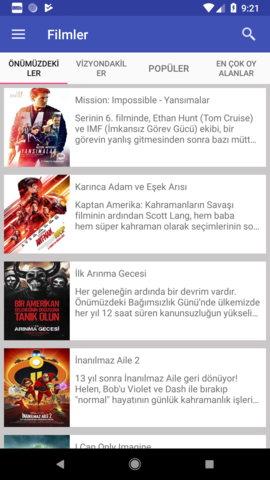 9:21
Filmler
ÖNÜMÜZDEKİ
LER
VİZYONDAKİL
ER
POPÜLER
EN ÇOK OY
ALANLAR
Mission: Impossible - Yansımalar
Serinin 6. filminde, Ethan Hunt (Tom Cruise)
ve IMF (İmkansız Görev Gücü) ekibi, bir
görevin yanlış gitmesinden sonra bazı mütt...
YANSIMALAR
Karınca Adam ve Eşek Arısı
Kaptan Amerika: Kahramanların Savaşı
filminin ardından Scott Lang, hem baba
hem süper kahraman olarak seçimlerinin so...
İlk Arınma Gecesi
Her geleneğin ardında bir devrim vardır.
Önümüzdeki Bağımsızlık Günü'nde ülkemizde
her yıl 12 saat süren kanunsuzluğun yükseli...
BİR AMERİKAN
GELENEĞİNİN DOĞUŞUNA
TANIK OLUN
ARINMA GECESİ
İnanılmaz Aile 2
13 yıl sonra İnanılmaz Aile geri dönüyor!
Helen, Bob'u Violet ve Dash ile bırakıp
"normal" hayatının günlük kahramanlık işleri...
İNANILMAZ AİLE 2
I Can Only Imagine